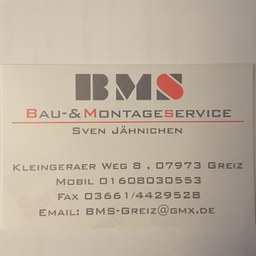 BMS
Bau-&Montageservice
Sven Jähnichen
Kleingeraer Weg 8 , 07973 Greiz
Mobil 01608030553
Fax 03661/4429528
Email: BMS-Greiz@gmx.de